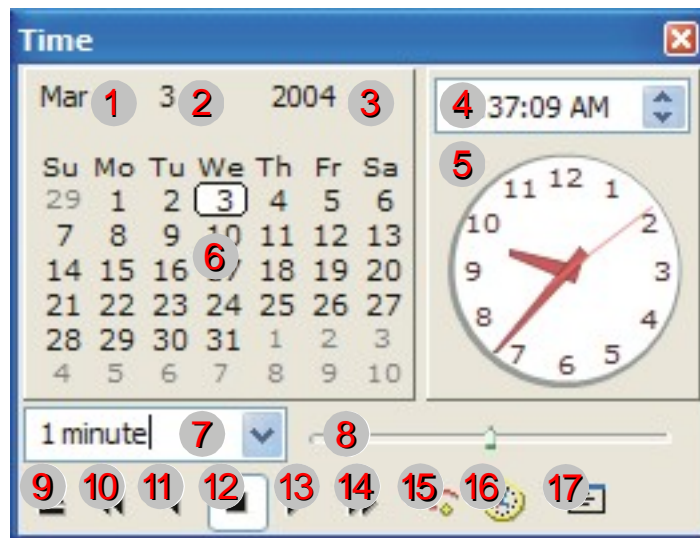 Time
Mar 1 3 2 2004 3
4 37:09 AM
5
Su Mo Tu We Th Fr Sa
29 1 2 3 4 5 6
7 8 9 10 11 12 13
6
14 15 16 17 18 19 20
21 22 23 24 25 26 27
28 29 30 31 1 2 3
4 5 6 7 8 9 10
12
11 1
10 2
9 3
8 4
7 5
6
1 minute 7 8
9 10 11 12 13 14 15 16 17